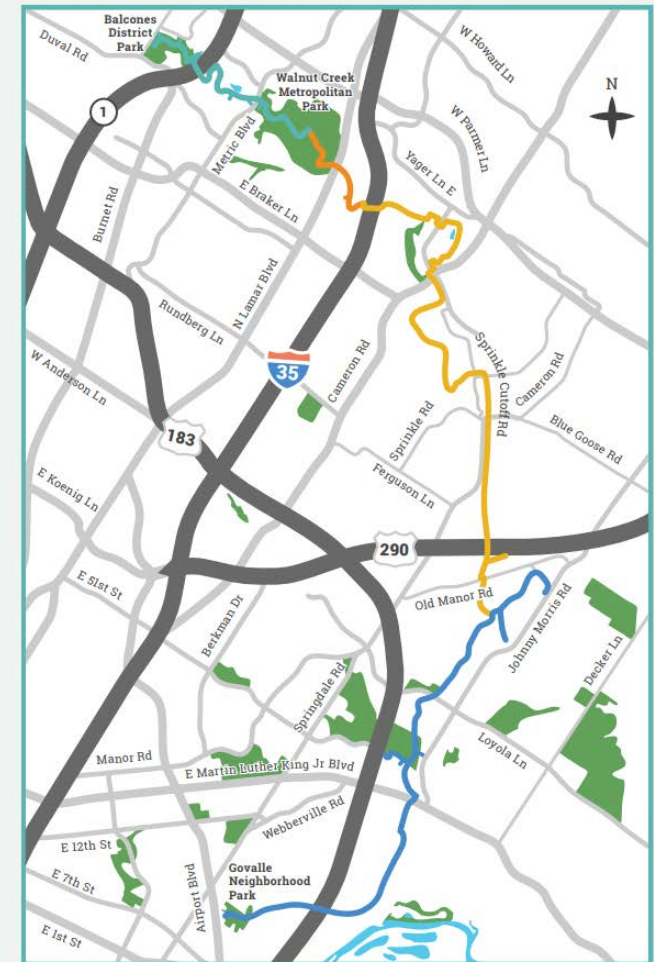 Balcones
District
Park
Duval Rd
W Howard Ln
N
Walnut Creek
Metropolitan
Park
1
W Parmer Ln
Metric Blvd
Yager Ln E
E Braker Ln
Burnet Rd
N Lamar Blvd
Rundberg Ln
Cameron Rd
Sprinkle Cutoff Rd
Cameron Rd
35
W Anderson Ln
Sprinkle Rd
Blue Goose Rd
183
Ferguson Ln
E Koenig Ln
290
E 51st St
Old Manor Rd
Berkman Dr
Johnny Morris Rd
Decker Ln
Springdale Rd
Loyola Ln
Manor Rd
E Martin Luther King Jr Blvd
Webberville Rd
E 12th St
Govalle
Neighborhood
Park
E 7th St
Airport Blvd
E 1st St